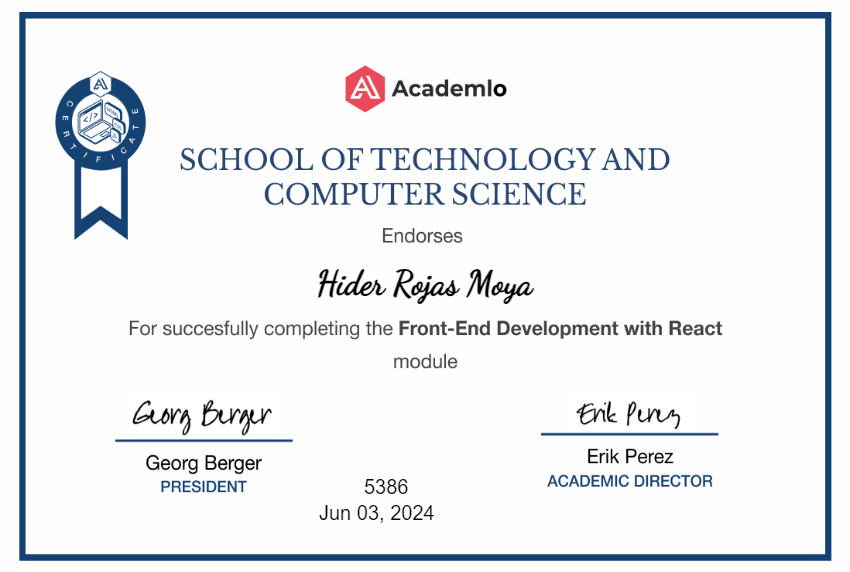 Academlo
CERTIFICATE
</>
SCHOOL OF TECHNOLOGY AND
COMPUTER SCIENCE
Endorses
Hider Rojas Moya
For succesfully completing the Front-End Development with React
module
Georg Berger
Erik Perez
Georg Berger
Erik Perez
PRESIDENT
ACADEMIC DIRECTOR
5386
Jun 03, 2024